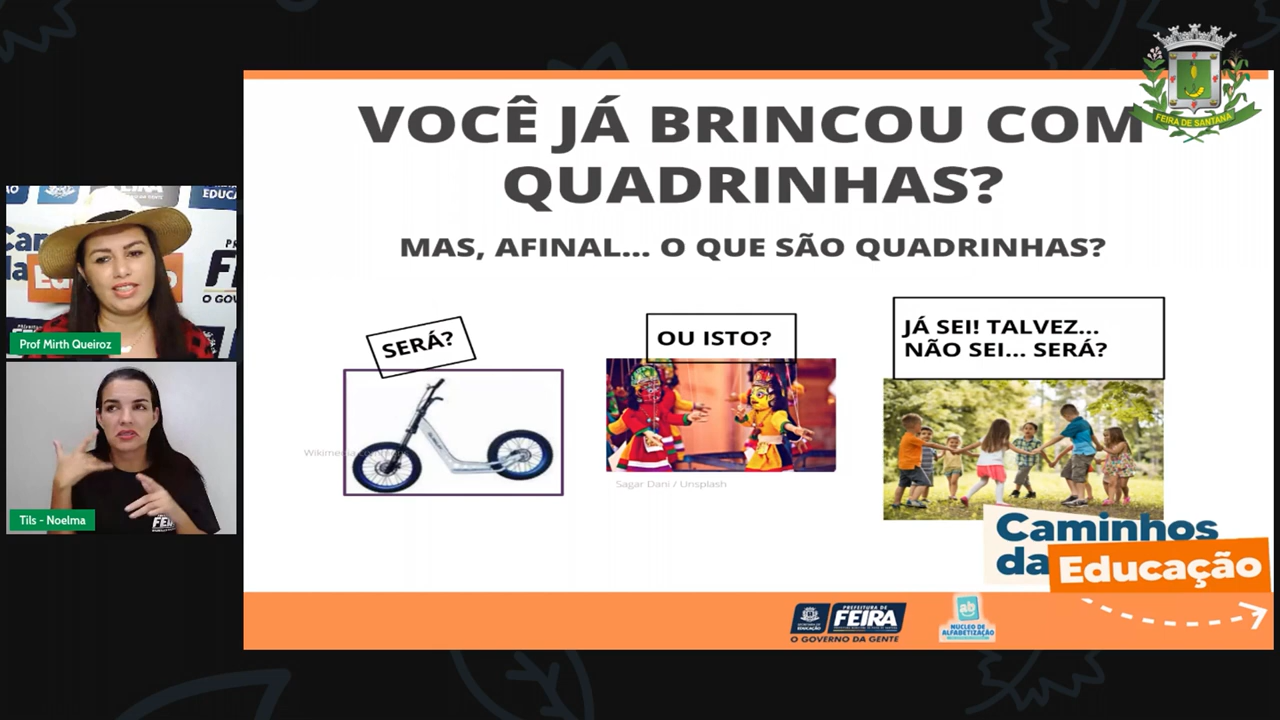 FEIRA DE SANTANA
VOCÊ JÁ BRINCOU COM
QUADRINHAS?
MAS, AFINAL... O QUE SÃO QUADRINHAS?
SERÁ?
OU ISTO?
JÁ SEI! TALVEZ...
NÃO SEI... SERÁ?
Prof Mirth Queiroz
Tils - Noelma
Sagar Dani / Unsplash
Caminhos
da Educação
PREFEITURA DE
FEIRA
O GOVERNO DA GENTE
ab
NÚCLEO DE
ALFABETIZAÇÃO